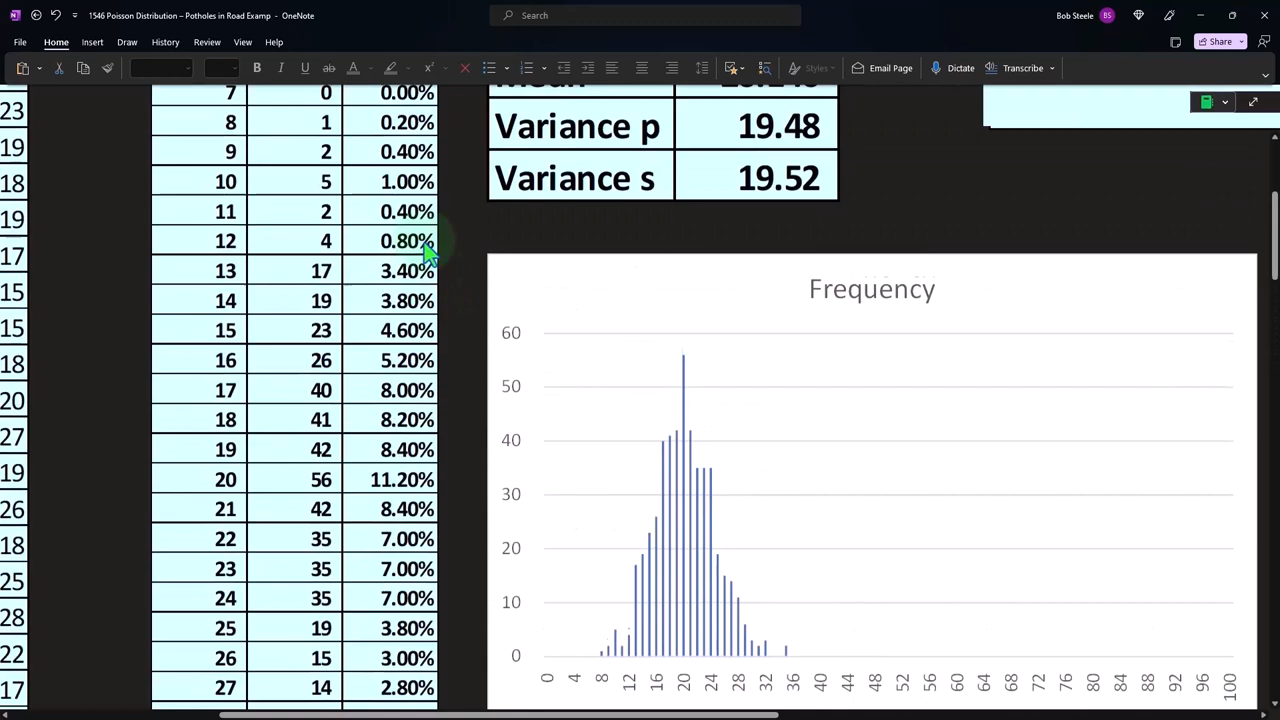 1546 Poisson Distribution – Potholes in Road Examp - OneNote
Search
Bob Steele BS
File Home Insert Draw History Review View Help
Share
B I U ab A
Styles
Email Page
Dictate
Transcribe
23
19
18
19
17
15
15
18
20
27
19
26
18
25
28
22
17
7 0 0.00%
8 1 0.20%
9 2 0.40%
10 5 1.00%
11 2 0.40%
12 4 0.80%
13 17 3.40%
14 19 3.80%
15 23 4.60%
16 26 5.20%
17 40 8.00%
18 41 8.20%
19 42 8.40%
20 56 11.20%
21 42 8.40%
22 35 7.00%
23 35 7.00%
24 35 7.00%
25 19 3.80%
26 15 3.00%
27 14 2.80%
Variance p 19.48
Variance s 19.52
Frequency
60
50
40
30
20
10
0
0 4 8 12 16 20 24 28 32 36 40 44 48 52 56 60 64 68 72 76 80 84 88 92 96 100